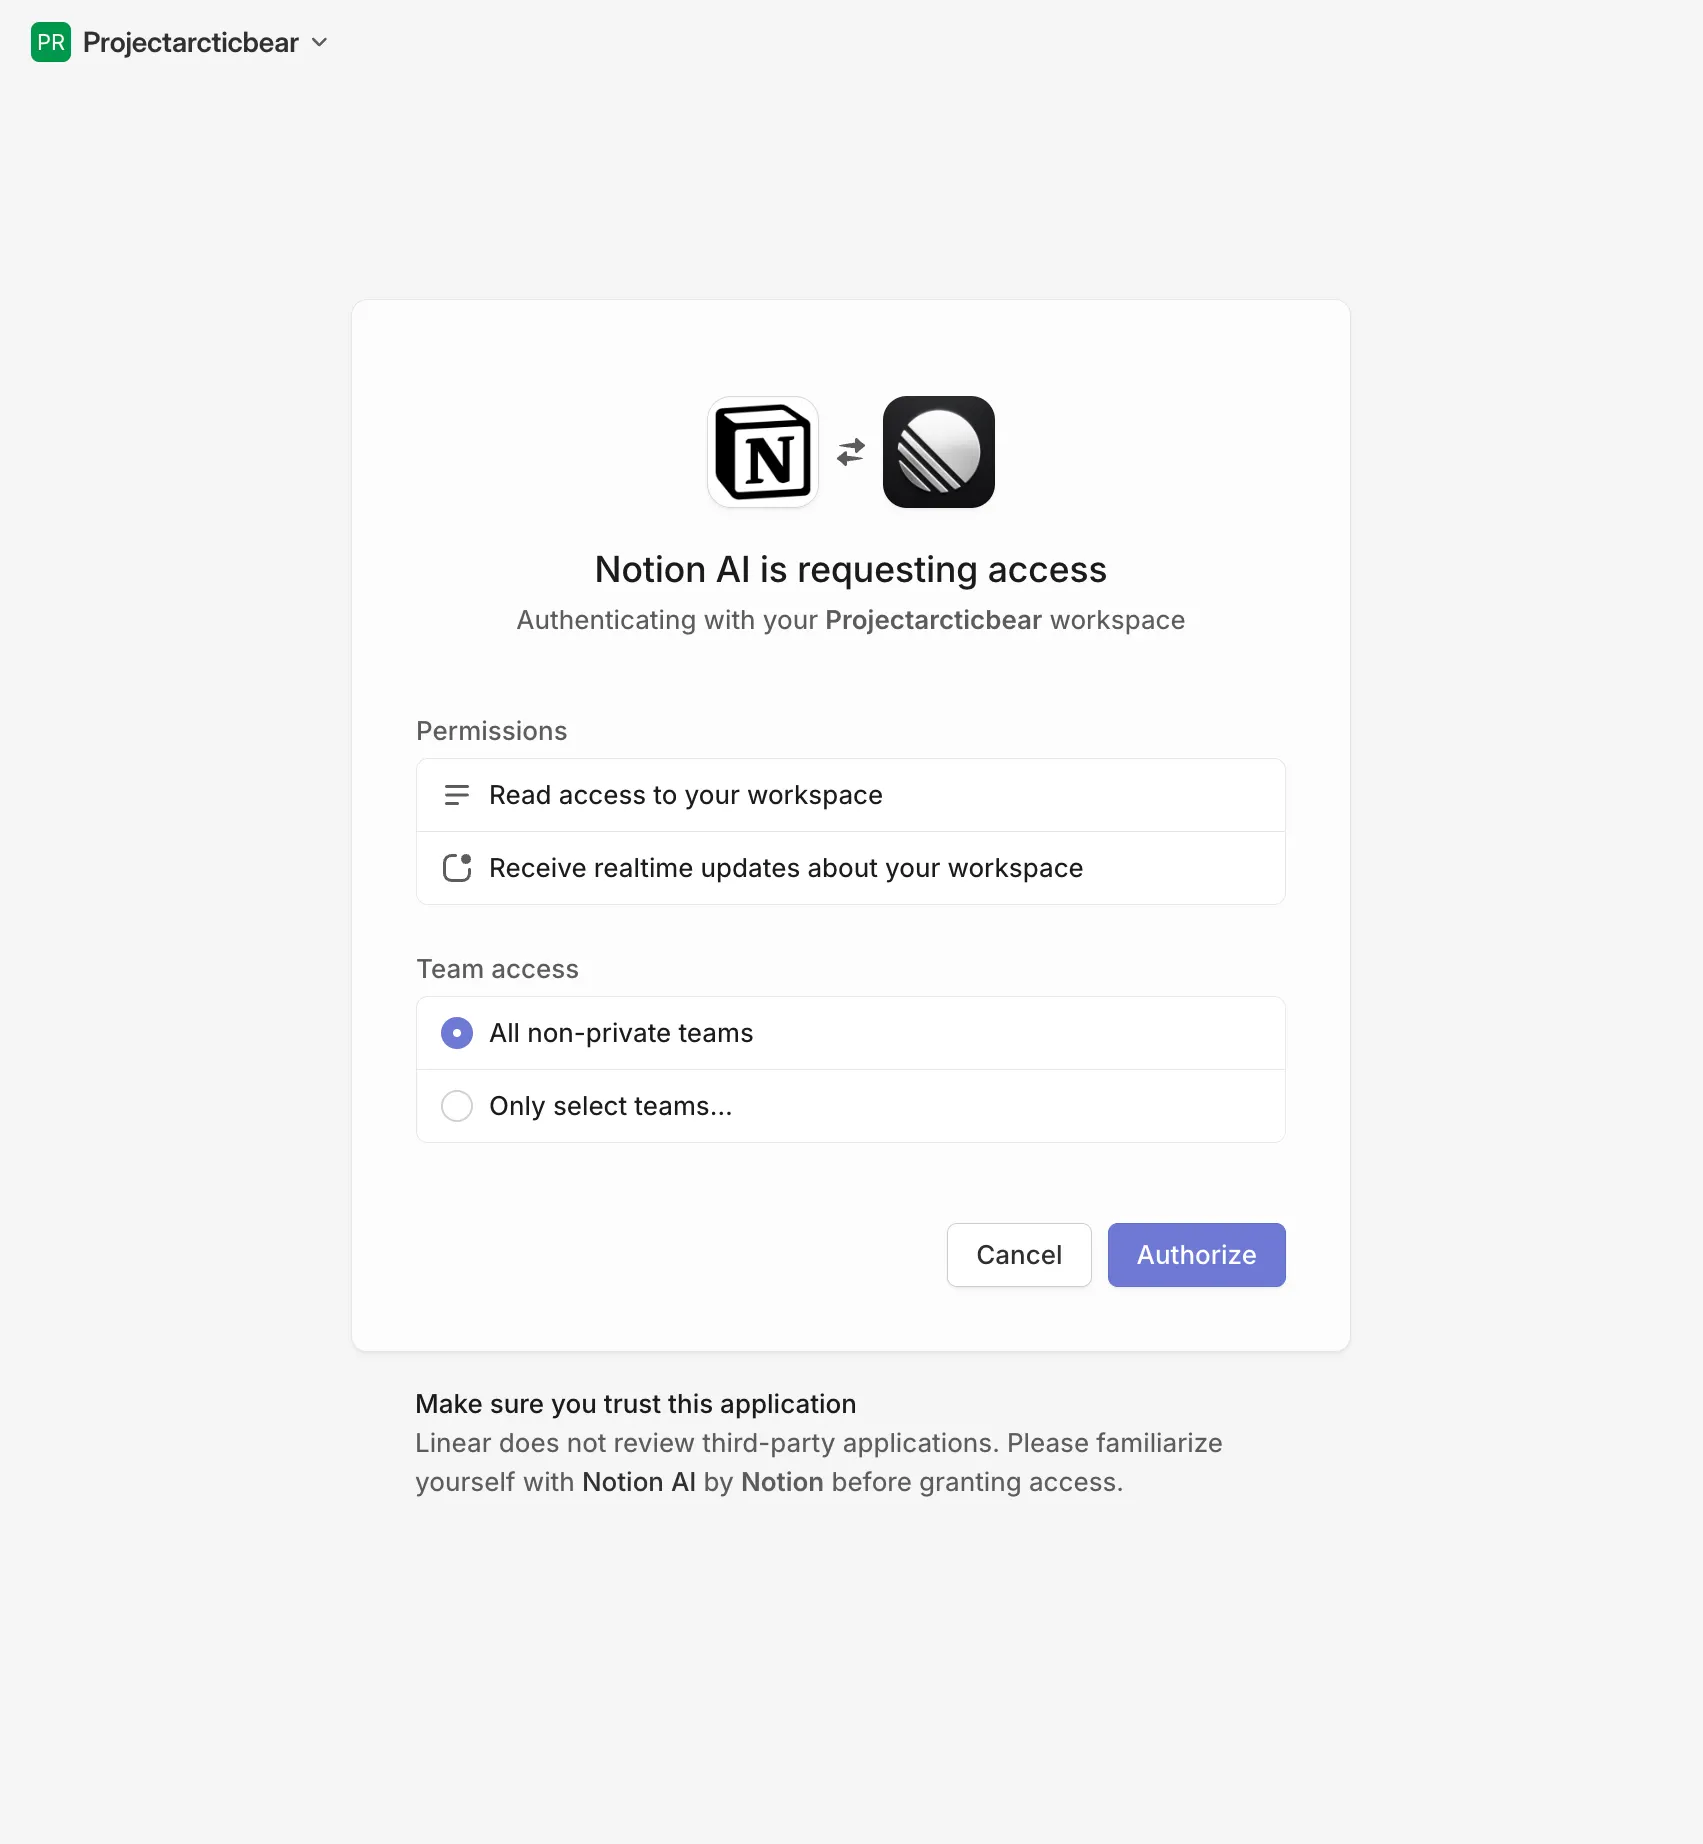 PR Projectarcticbear
N
Notion AI is requesting access
Authenticating with your Projectarcticbear workspace
Permissions
Read access to your workspace
Receive realtime updates about your workspace
Team access
All non-private teams
Only select teams...
Cancel Authorize
Make sure you trust this application
Linear does not review third-party applications. Please familiarize
yourself with Notion AI by Notion before granting access.